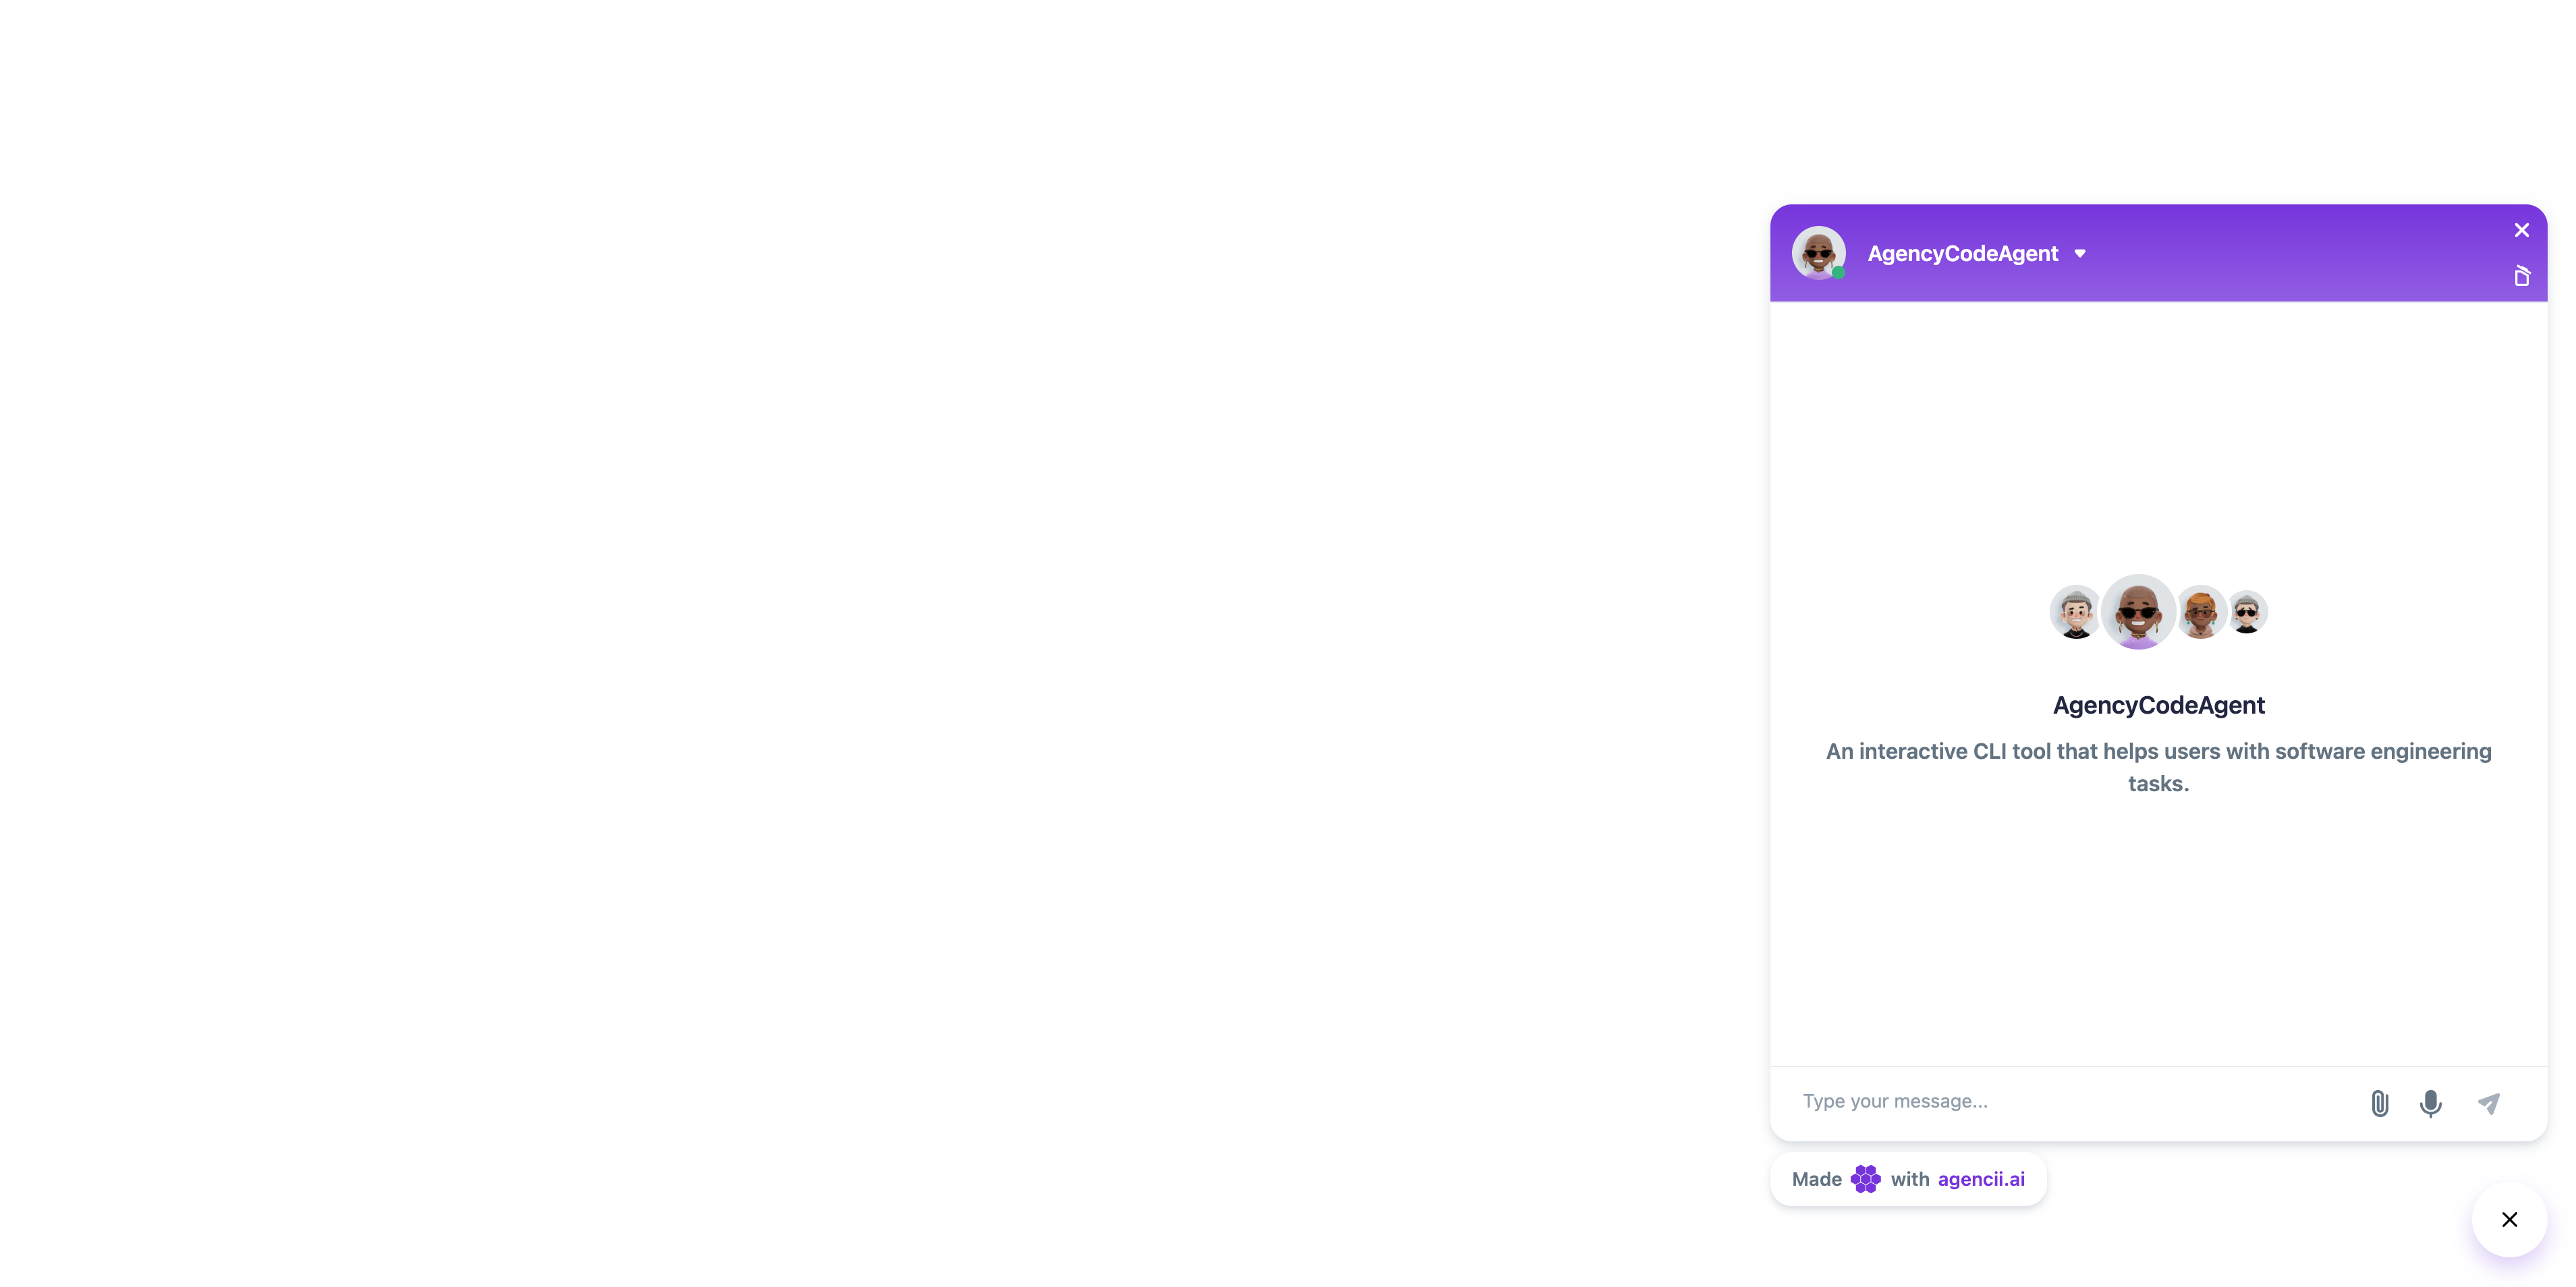 AgencyCodeAgent
AgencyCodeAgent
An interactive CLI tool that helps users with software engineering
tasks.
Type your message...
Made with agencii.ai